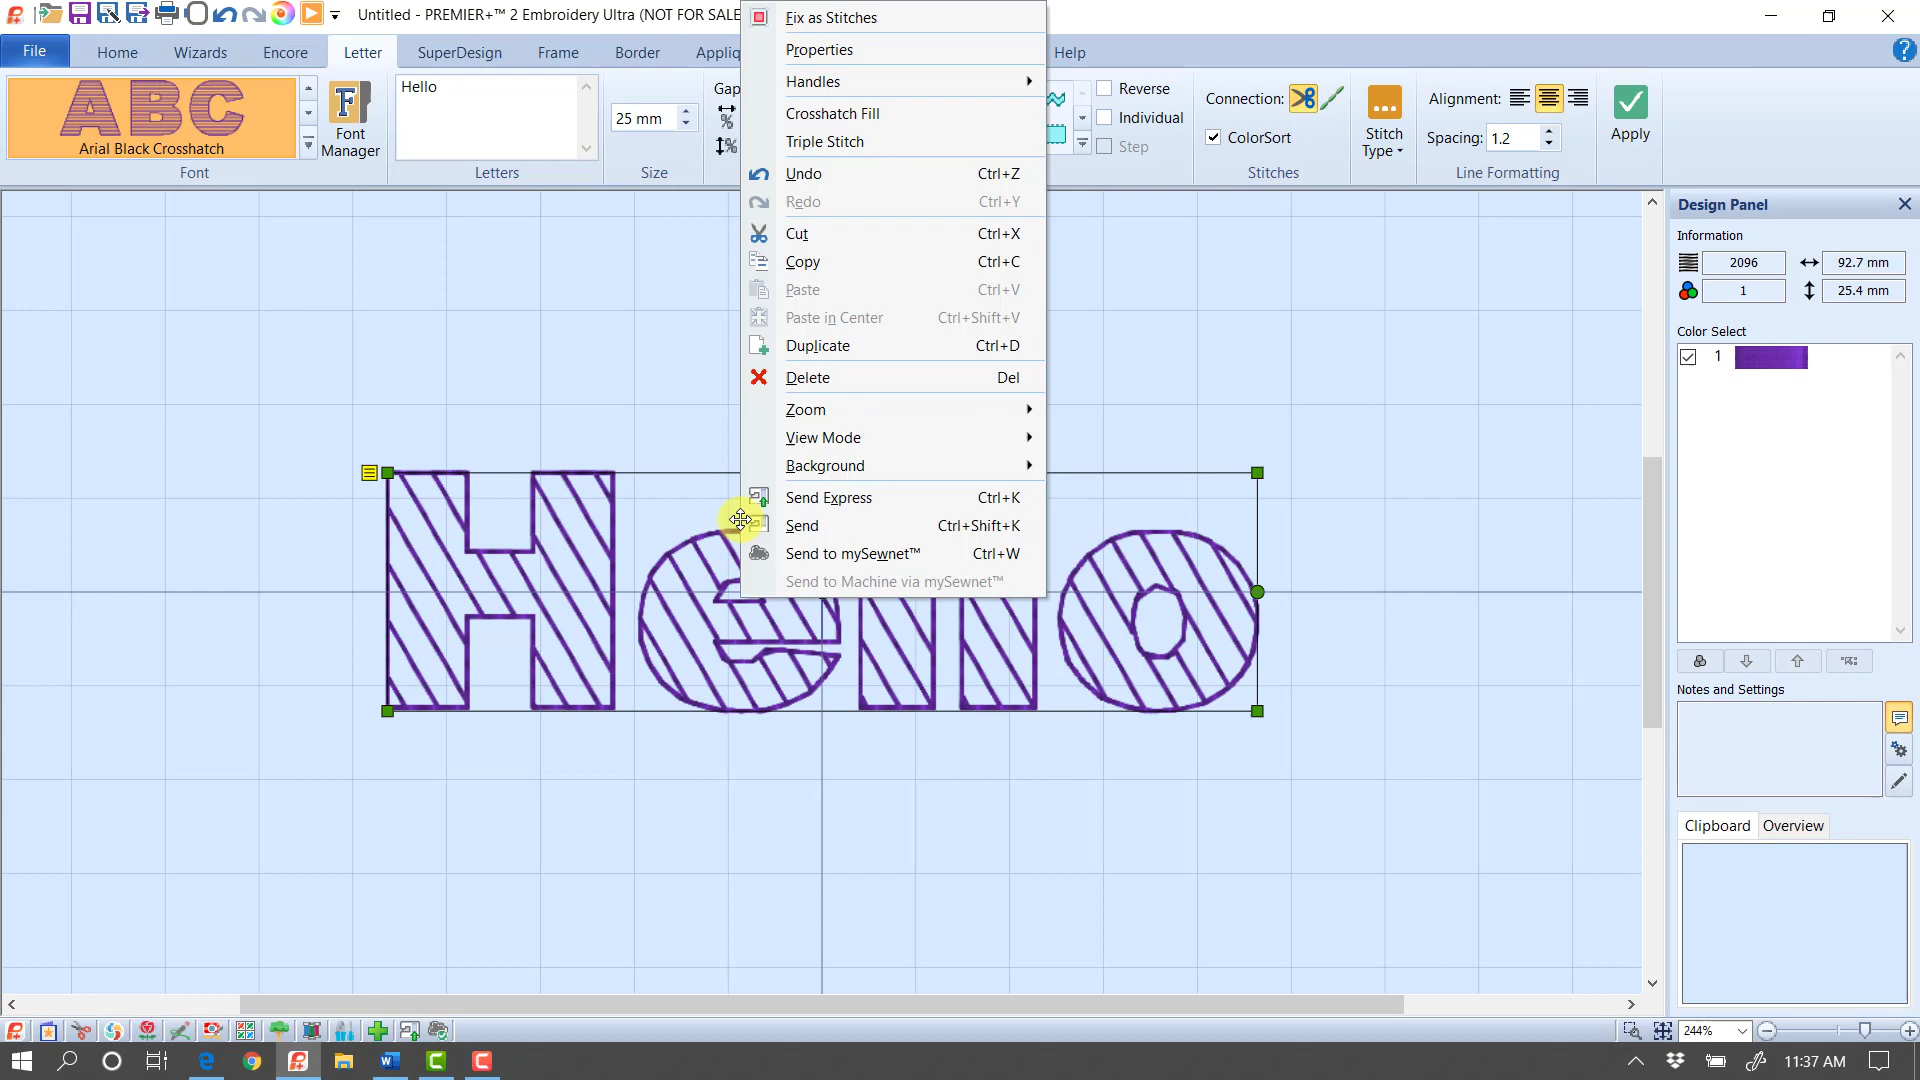 Untitled - PREMIER+™ 2 Embroidery Ultra (NOT FOR SALE
File
Home
Wizards
Encore
Letter
SuperDesign
Frame
Border
Appliq
Help
ABC
Arial Black Crosshatch
Font
Manager
Font
Hello
Letters
25 mm
Size
Gap
%
%
Reverse
Individual
Step
Connection:
ColorSort
Stitches
Stitch
Type
Alignment:
Spacing: 1.2
Line Formatting
Apply
Fix as Stitches
Properties
Handles
Crosshatch Fill
Triple Stitch
Undo Ctrl+Z
Redo Ctrl+Y
Cut Ctrl+X
Copy Ctrl+C
Paste Ctrl+V
Paste in Center Ctrl+Shift+V
Duplicate Ctrl+D
Delete Del
Zoom
View Mode
Background
Send Express Ctrl+K
Send Ctrl+Shift+K
Send to mySewnet™ Ctrl+W
Send to Machine via mySewnet™
Hello
Design Panel
Information
2096
92.7 mm
1
25.4 mm
Color Select
1
Notes and Settings
Clipboard
Overview
244%
11:37 AM